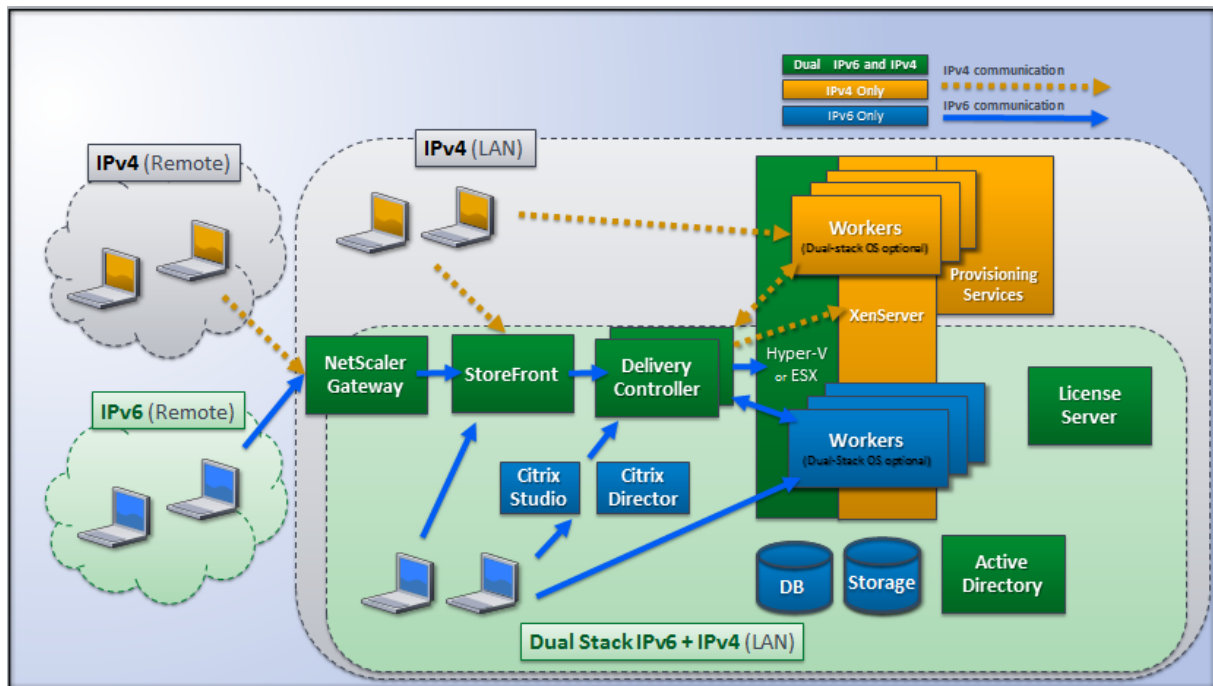 Dual IPv6 and IPv4
IPv4 Only
IPv6 Only
IPv4 communication
IPv6 communication
IPv4 (Remote)
IPv4 (LAN)
Workers
(Dual-stack OS optional)
Provisioning
Services
XenServer
NetScaler
Gateway
StoreFront
Delivery
Controller
Hyper-V
or ESX
License
Server
IPv6 (Remote)
Workers
(Dual-Stack OS optional)
Citrix
Studio
Citrix
Director
DB
Storage
Active
Directory
Dual Stack IPv6 + IPv4 (LAN)